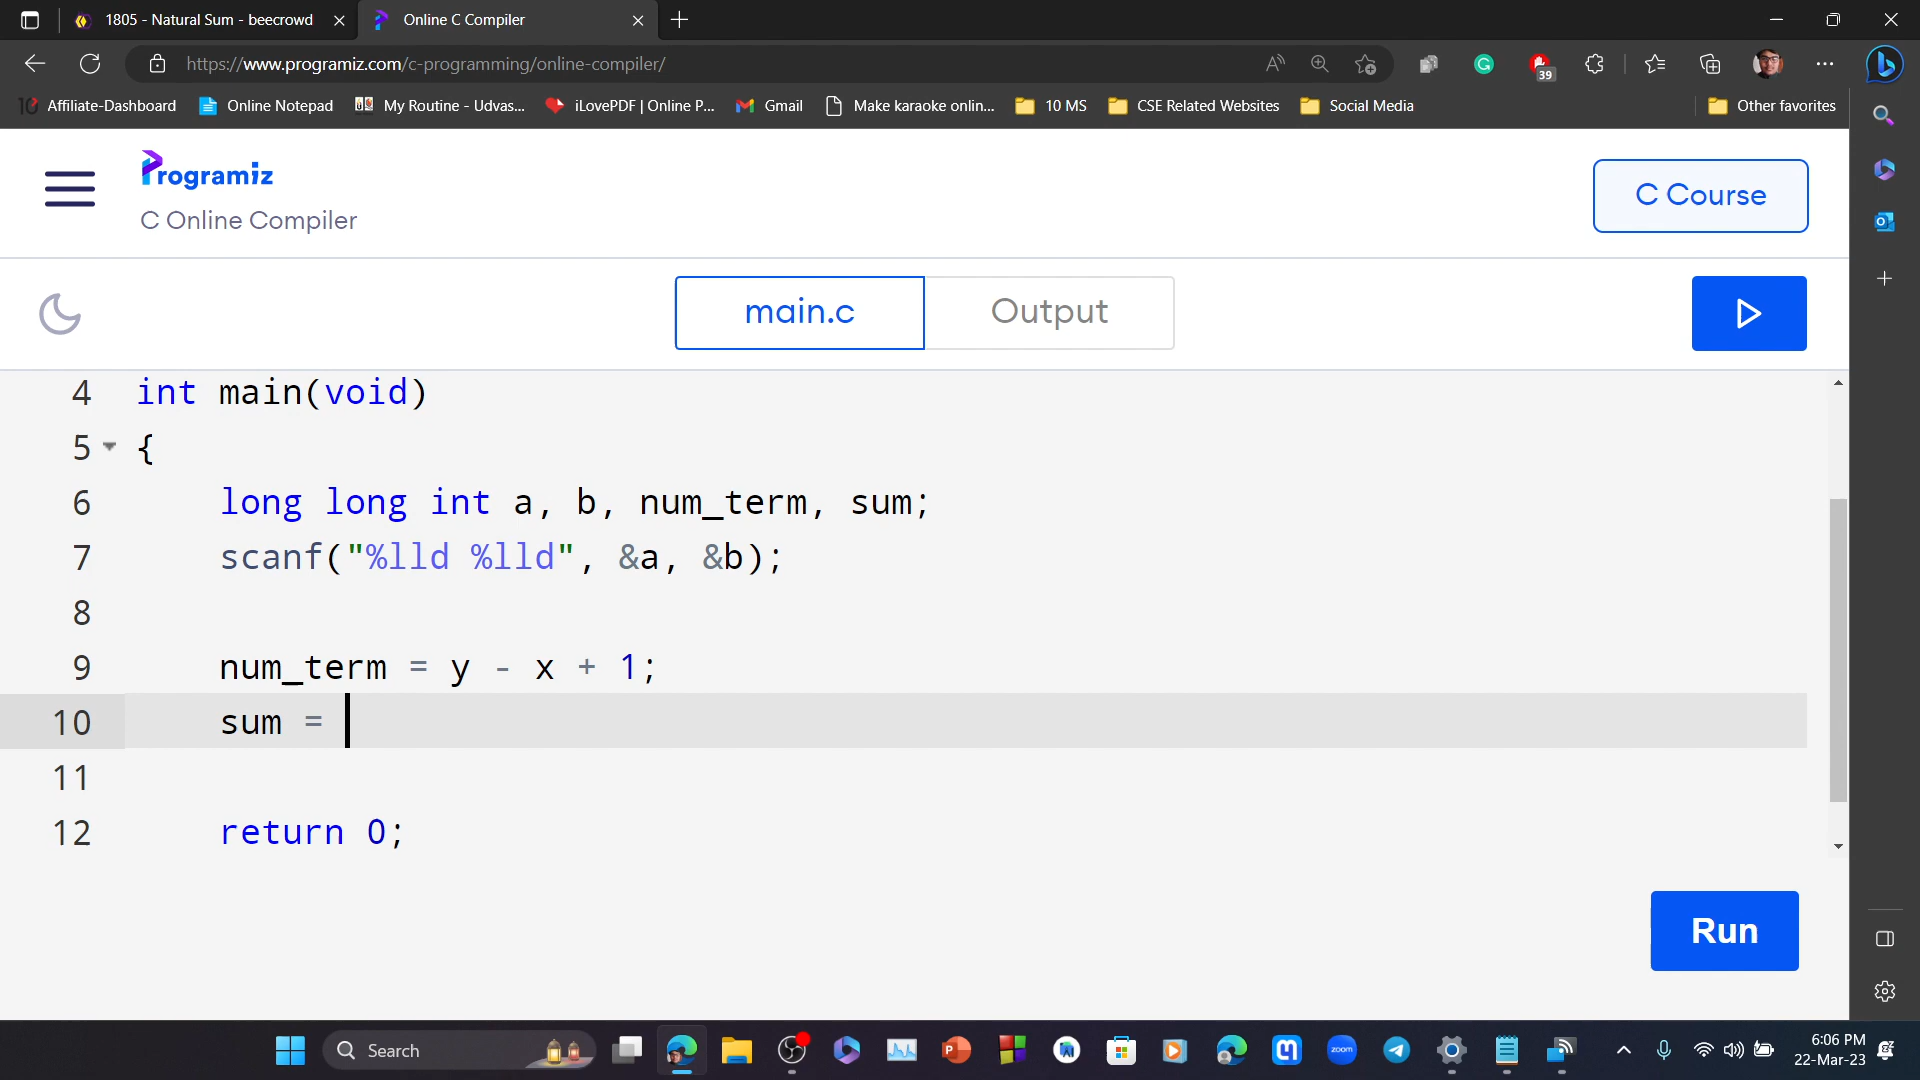 1805 - Natural Sum - beecrowd
Online C Compiler
https://www.programiz.com/c-programming/online-compiler/
39
Affiliate-Dashboard
Online Notepad
My Routine - Udvas...
iLovePDF | Online P...
Gmail
Make karaoke onlin...
10 MS
CSE Related Websites
Social Media
Other favorites
Programiz
C Online Compiler
C Course
main.c
Output
4 int main(void)
5 {
6 long long int a, b, num_term, sum;
7 scanf("%lld %lld", &a, &b);
8
9 num_term = y - x + 1;
10 sum =
11
12 return 0;
Run
Search
zoom
6:06 PM
22-Mar-23